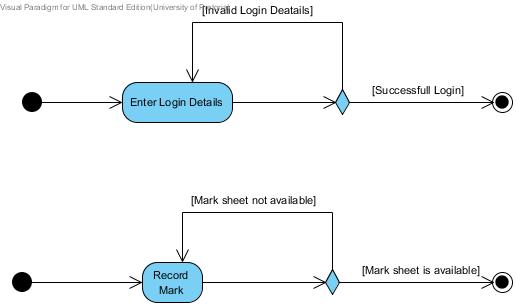 Visual Paradigm for UML Standard Edition(University of
[Invalid Login Deatails]
[Successfull Login]
Enter Login Details
[Mark sheet not available]
[Mark sheet is available]
Record
Mark